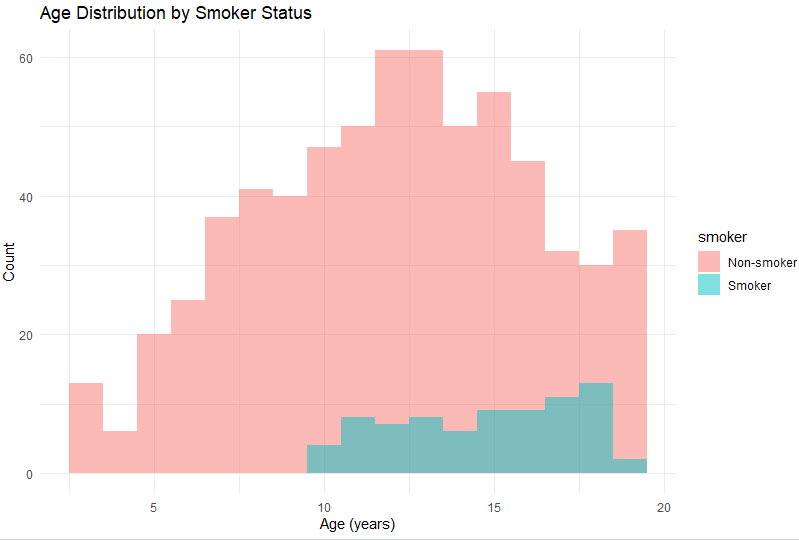 Age Distribution by Smoker Status
60
40
20
0
Count
5 10 15 20
Age (years)
smoker
Non-smoker
Smoker